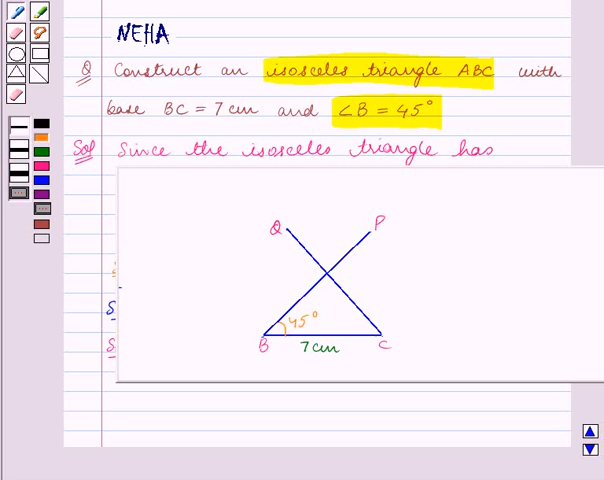 NEHA
Q Construct an isosceles triangle ABC with
base BC = 7 cm and ∠B = 45°
Sol Since the isosceles triangle has
Q P
45°
B 7 cm C